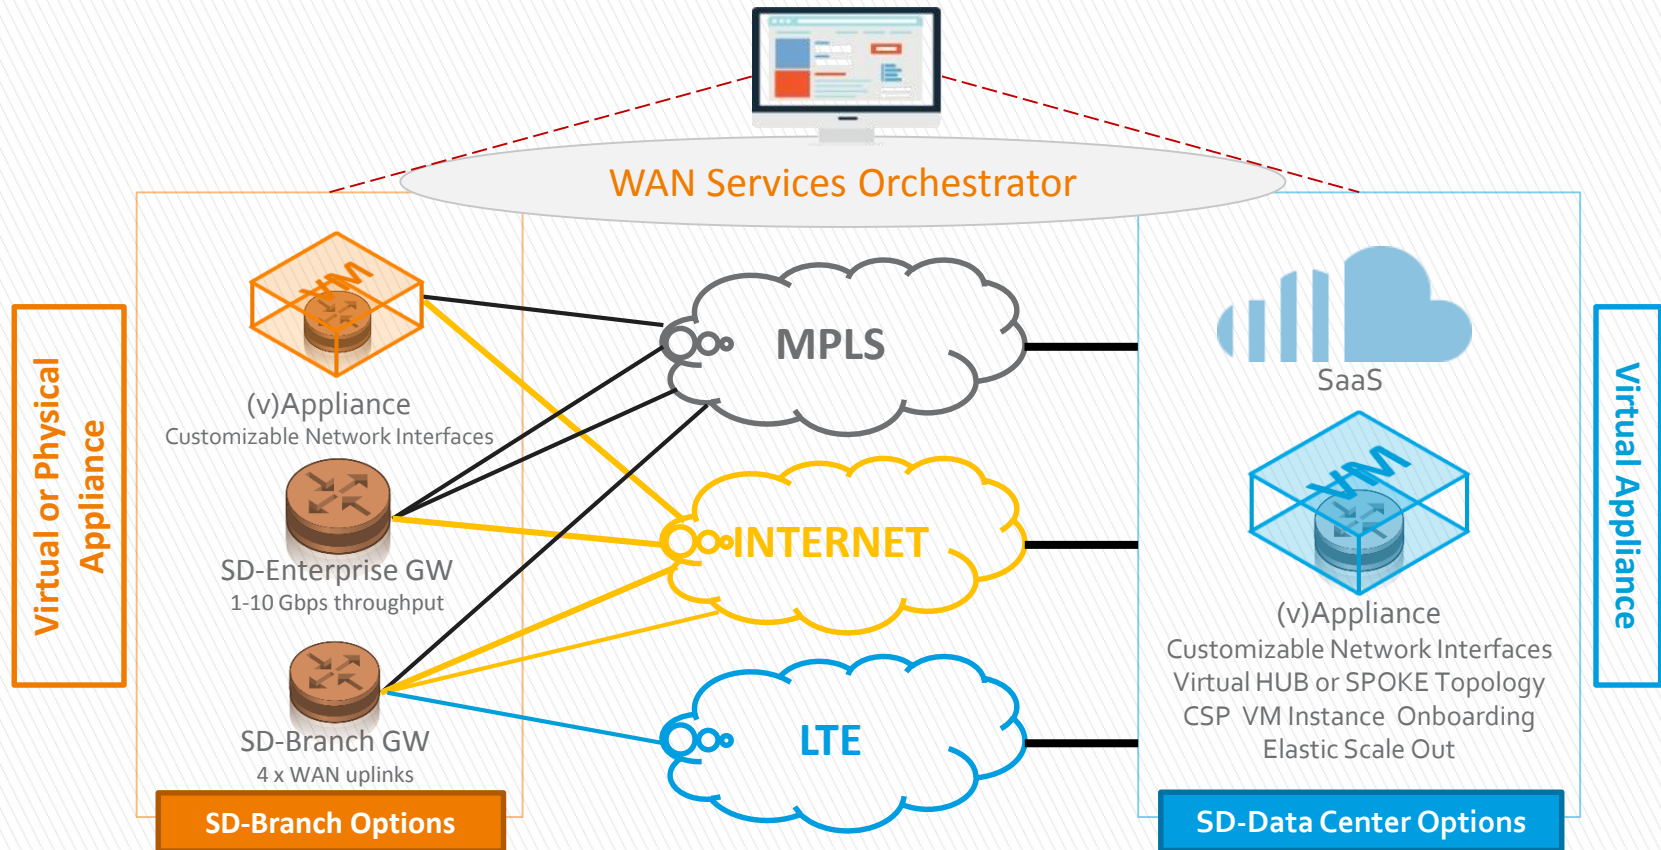 WAN Services Orchestrator
Virtual or Physical
Appliance
VM
(v)Appliance
Customizable Network Interfaces
SD-Enterprise GW
1-10 Gbps throughput
SD-Branch GW
4 x WAN uplinks
SD-Branch Options
MPLS
INTERNET
LTE
SaaS
VM
(v)Appliance
Customizable Network Interfaces
Virtual HUB or SPOKE Topology
CSP VM Instance Onboarding
Elastic Scale Out
SD-Data Center Options
Virtual Appliance